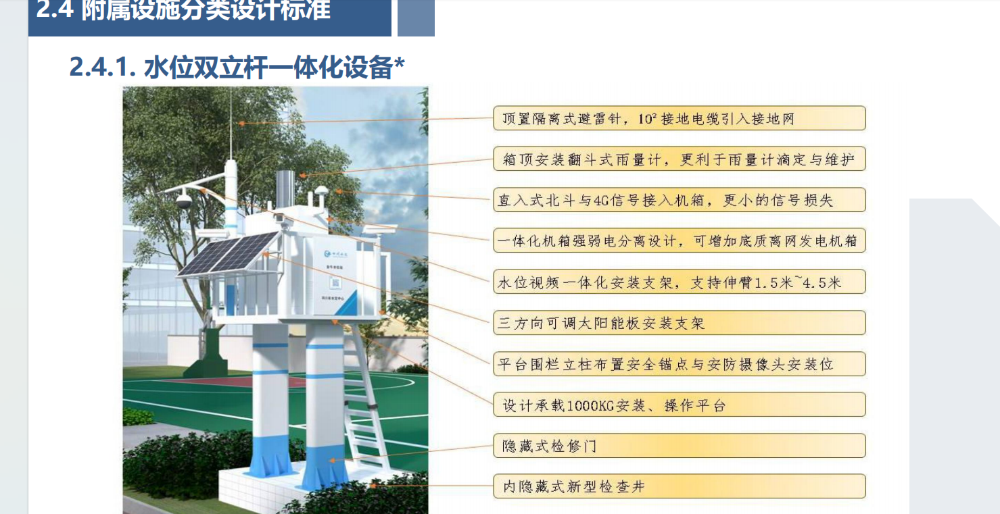 2.4 附属设施分类设计标准
2.4.1. 水位双立杆一体化设备*
顶置隔离式避雷针，10²接地电缆引入接地网
箱顶安装翻斗式雨量计，更利于雨量计滴定与维护
直入式北斗与4G信号接入机箱，更小的信号损失
一体化机箱强弱电分离设计，可增加底质离网发电机箱
水位视频一体化安装支架，支持伸臂1.5米~4.5米
三方向可调太阳能板安装支架
平台围栏立柱布置安全锚点与安防摄像头安装位
设计承载1000KG安装、操作平台
隐藏式检修门
内隐藏式新型检查井